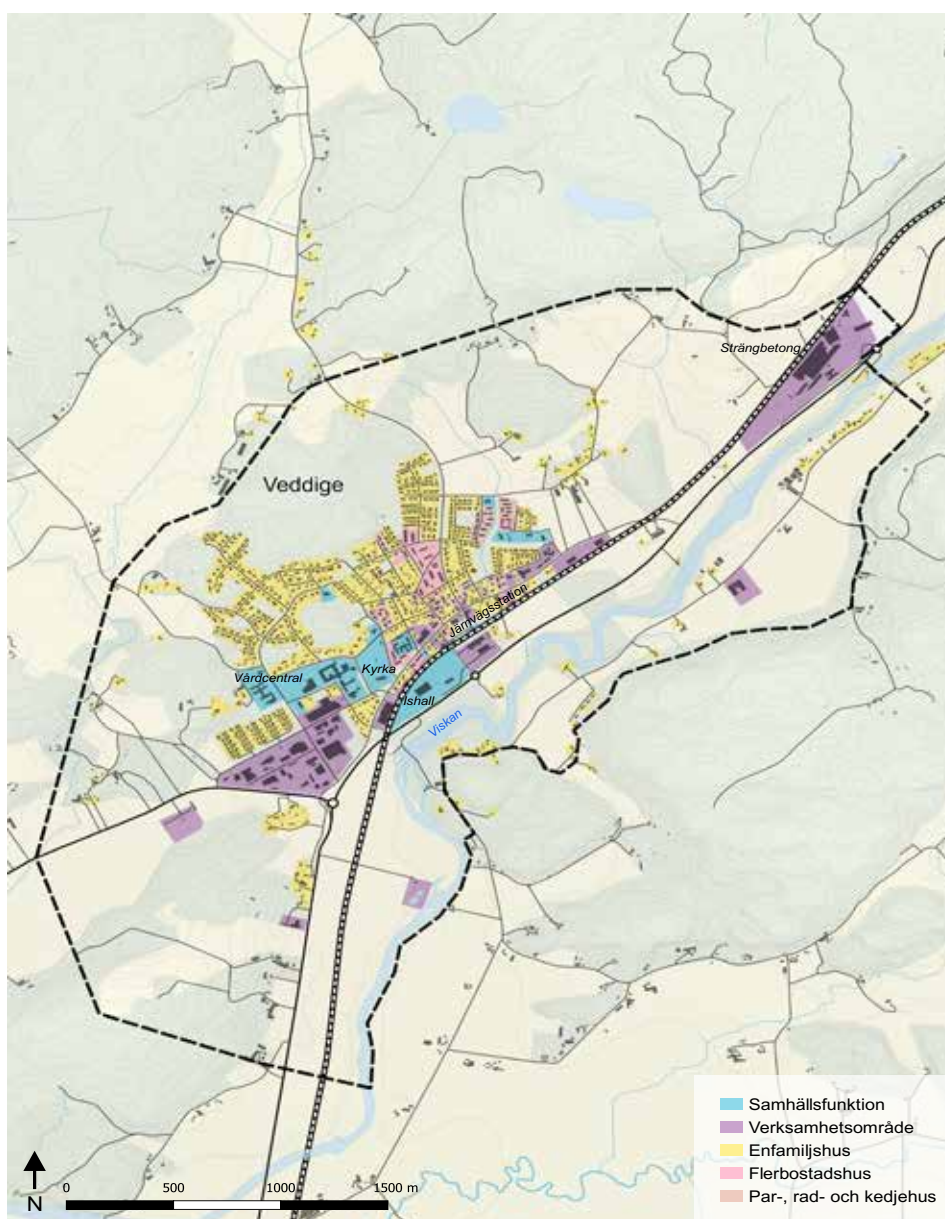 Strängbetong
Veddige
Järnvägsstation
Kyrka
Vårdcentral
Ishall
Viskan
Samhällsfunktion
Verksamhetsområde
Enfamiljshus
Flerbostadshus
Par-, rad- och kedjehus
N
0 500 1000 1500 m